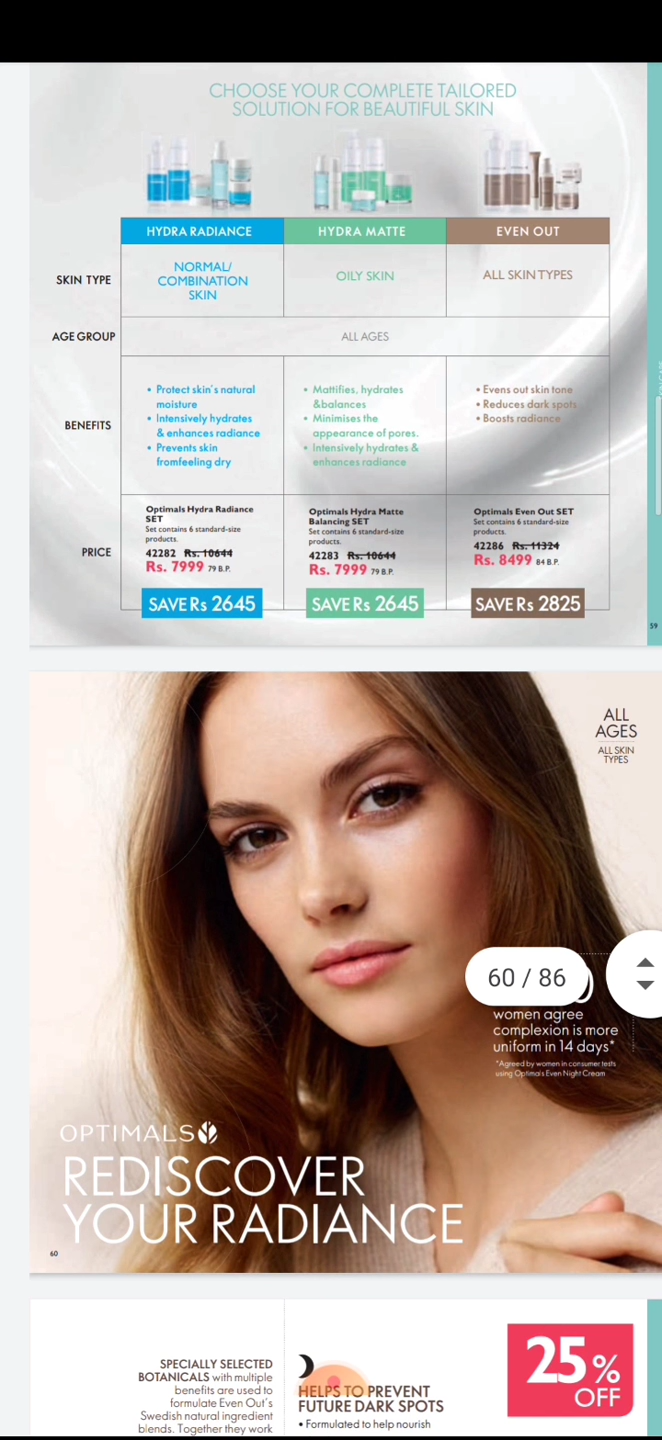 CHOOSE YOUR COMPLETE TAILORED
SOLUTION FOR BEAUTIFUL SKIN
HYDRA RADIANCE
HYDRA MATTE
EVEN OUT
SKIN TYPE
NORMAL/
COMBINATION
SKIN
OILY SKIN
ALL SKIN TYPES
AGE GROUP
ALL AGES
BENEFITS
• Protect skin's natural
moisture
• Intensively hydrates
& enhances radiance
• Prevents skin
fromfeeling dry
• Mattifies, hydrates
&balances
• Minimises the
appearance of pores.
• Intensively hydrates &
enhances radiance
• Evens out skin tone
• Reduces dark spots
• Boosts radiance
PRICE
Optimals Hydra Radiance
SET
Set contains 6 standard-size
products.
42282 Rs. 10644
Rs. 7999 79 B.P.
SAVE Rs 2645
Optimals Hydra Matte
Balancing SET
Set contains 6 standard-size
products.
42283 Rs. 10644
Rs. 7999 79 B.P.
SAVE Rs 2645
Optimals Even Out SET
Set contains 6 standard-size
products.
42286 Rs. 11324
Rs. 8499 84 B.P.
SAVE Rs 2825
59
ALL
AGES
ALL SKIN
TYPES
60 / 86
women agree
complexion is more
uniform in 14 days*
*Agreed by women in consumer tests
using Optimals Even Night Cream
OPTIMALS
REDISCOVER
YOUR RADIANCE
60
SPECIALLY SELECTED
BOTANICALS with multiple
benefits are used to
formulate Even Out's
Swedish natural ingredient
blends. Together they work
HELPS TO PREVENT
FUTURE DARK SPOTS
• Formulated to help nourish
25%
OFF